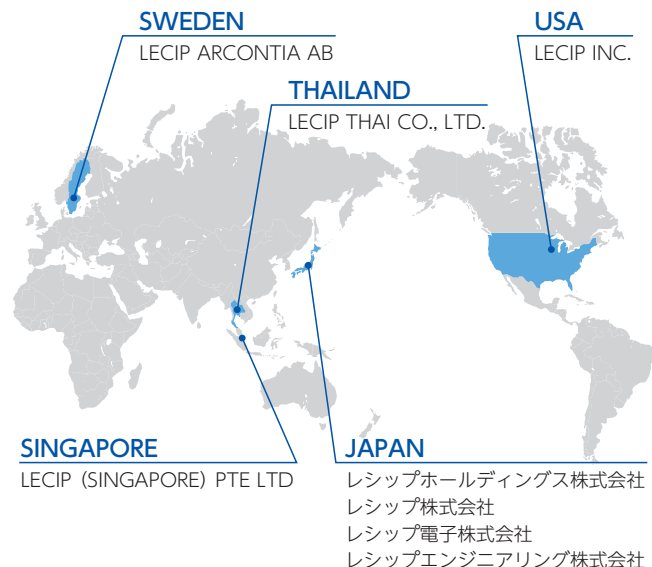 SWEDEN
LECIP ARCONTIA AB
USA
LECIP INC.
THAILAND
LECIP THAI CO., LTD.
SINGAPORE
LECIP (SINGAPORE) PTE LTD
JAPAN
レシップホールディングス株式会社
レシップ株式会社
レシップ電子株式会社
レシップエンジニアリング株式会社